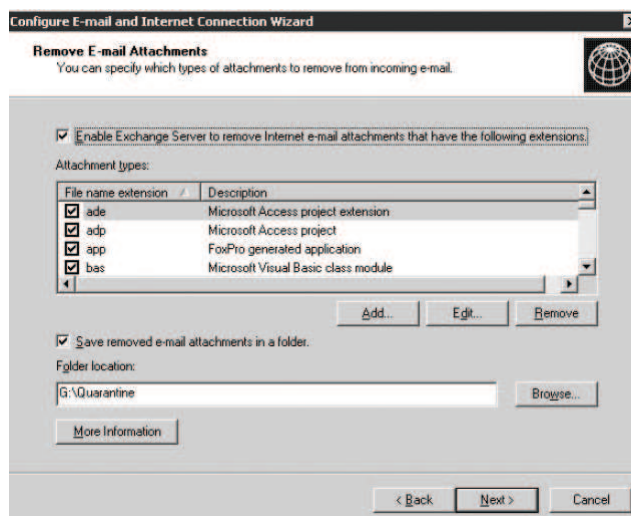 Configure E-mail and Internet Connection Wizard
Remove E-mail Attachments
You can specify which types of attachments to remove from incoming e-mail.
Enable Exchange Server to remove Internet e-mail attachments that have the following extensions.
Attachment types:
File name extension Description
ade Microsoft Access project extension
adp Microsoft Access project
app FoxPro generated application
bas Microsoft Visual Basic class module
Add... Edit... Remove
Save removed e-mail attachments in a folder.
Folder location:
G:\Quarantine Browse...
More Information
< Back Next > Cancel